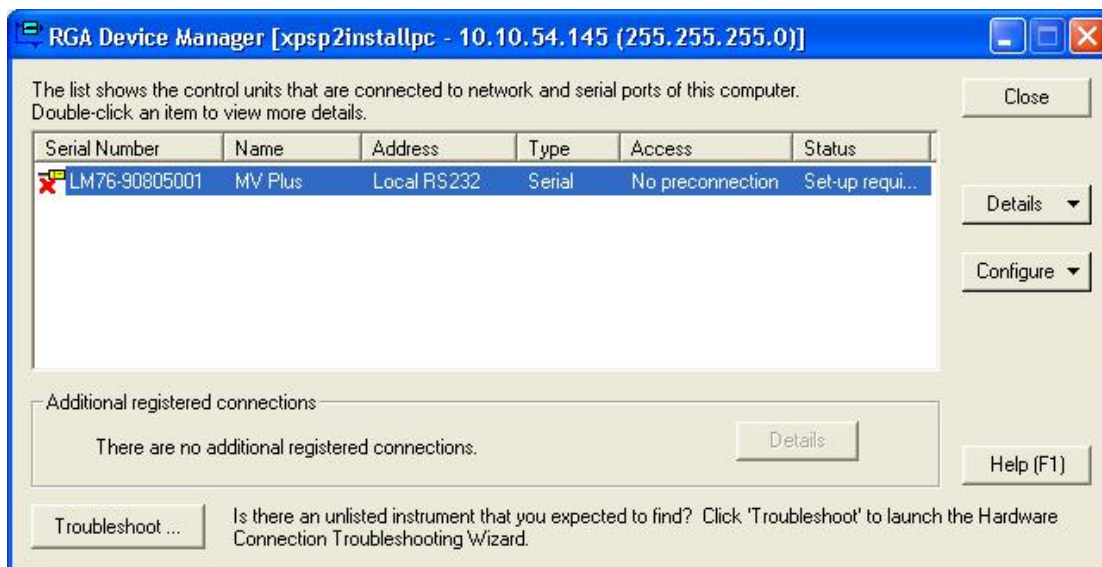 RGA Device Manager [xpsp2installpc - 10.10.54.145 (255.255.255.0)]
The list shows the control units that are connected to network and serial ports of this computer.
Double-click an item to view more details.
Close
Serial Number Name Address Type Access Status
LM76-90805001 MV Plus Local RS232 Serial No preconnection Set-up requi...
Details
Configure
Additional registered connections
There are no additional registered connections.
Details
Help (F1)
Troubleshoot ...
Is there an unlisted instrument that you expected to find? Click 'Troubleshoot' to launch the Hardware
Connection Troubleshooting Wizard.